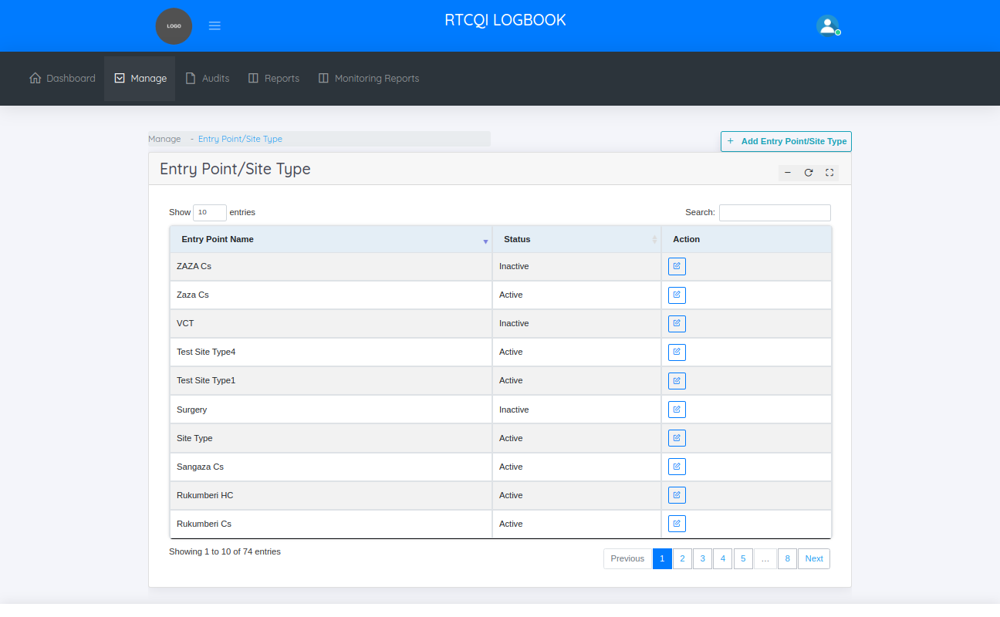 LOGO
RTCQI LOGBOOK
Dashboard Manage Audits Reports Monitoring Reports
Manage - Entry Point/Site Type
+ Add Entry Point/Site Type
Entry Point/Site Type
Show 10 entries Search:
Entry Point Name Status Action
ZAZA Cs Inactive
Zaza Cs Active
VCT Inactive
Test Site Type4 Active
Test Site Type1 Active
Surgery Inactive
Site Type Active
Sangaza Cs Active
Rukumberi HC Active
Rukumberi Cs Active
Showing 1 to 10 of 74 entries
Previous 1 2 3 4 5 … 8 Next